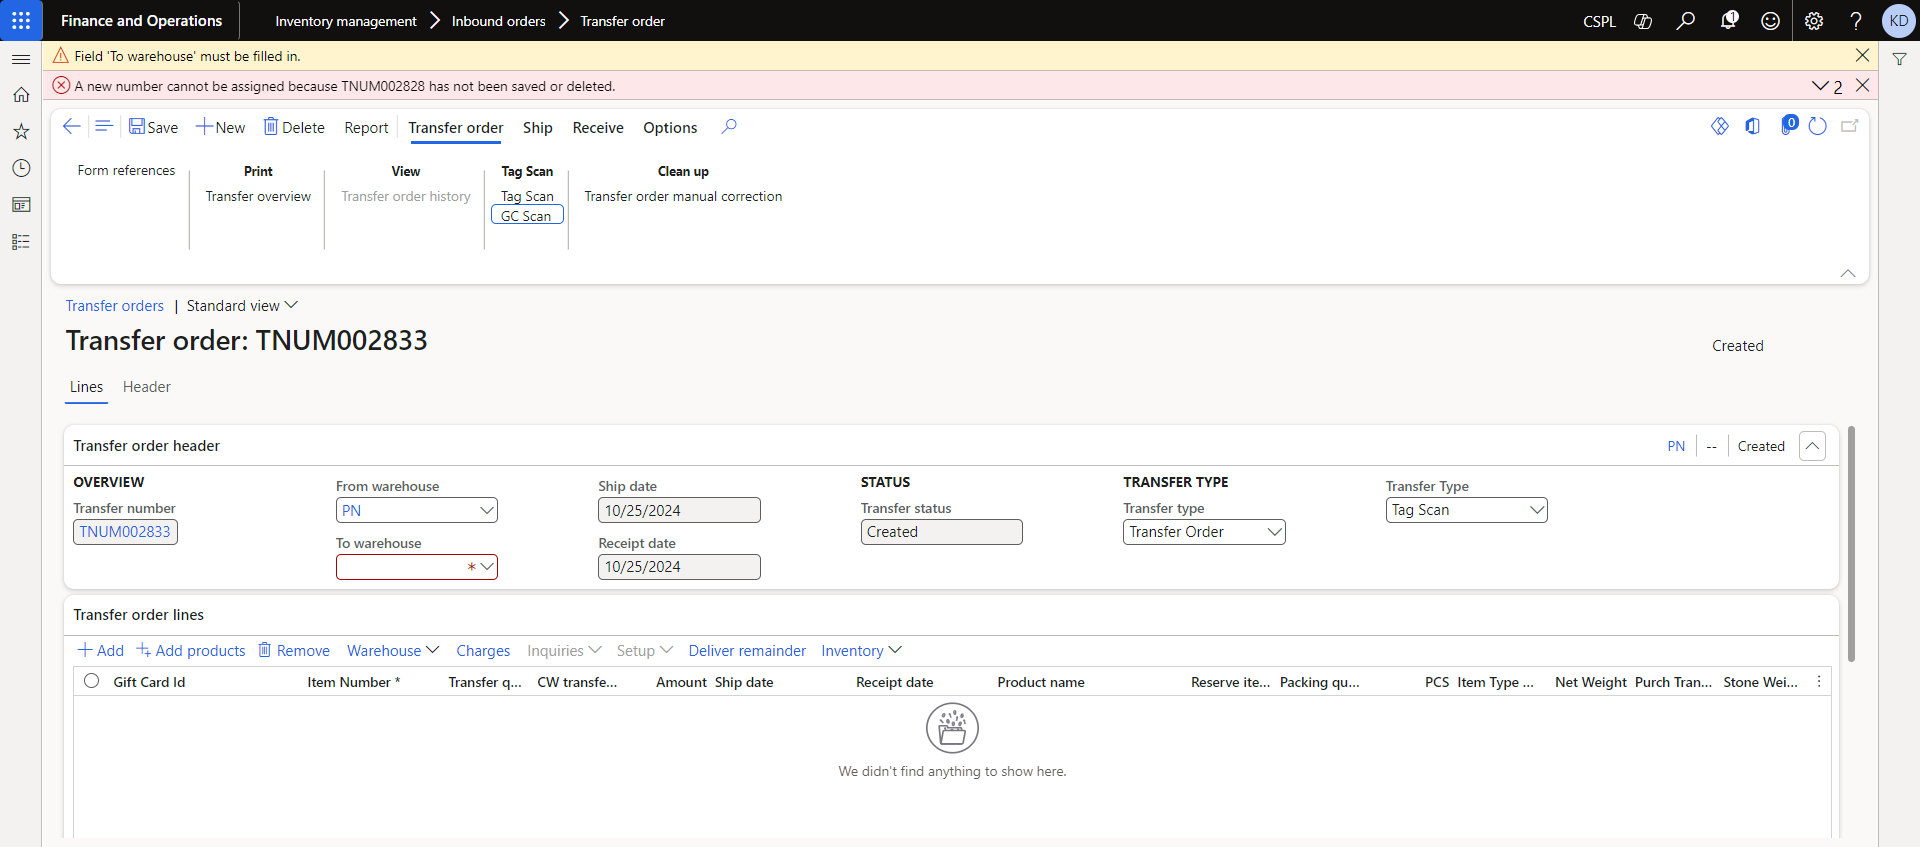 Finance and Operations
Inventory management > Inbound orders > Transfer order
CSPL
1
?
KD
Field 'To warehouse' must be filled in.
A new number cannot be assigned because TNUM002828 has not been saved or deleted.
2
Save
New
Delete
Report
Transfer order
Ship
Receive
Options
0
Form references
Print
Transfer overview
View
Transfer order history
Tag Scan
Tag Scan
GC Scan
Clean up
Transfer order manual correction
Transfer orders | Standard view
Transfer order: TNUM002833
Created
Lines
Header
Transfer order header
PN | -- | Created
OVERVIEW
Transfer number
TNUM002833
From warehouse
PN
To warehouse
*
Ship date
10/25/2024
Receipt date
10/25/2024
STATUS
Transfer status
Created
TRANSFER TYPE
Transfer type
Transfer Order
Transfer Type
Tag Scan
Transfer order lines
Add
Add products
Remove
Warehouse
Charges
Inquiries
Setup
Deliver remainder
Inventory
Gift Card Id
Item Number *
Transfer q...
CW transfe...
Amount
Ship date
Receipt date
Product name
Reserve ite...
Packing qu...
PCS
Item Type ...
Net Weight
Purch Tran...
Stone Wei...
We didn't find anything to show here.